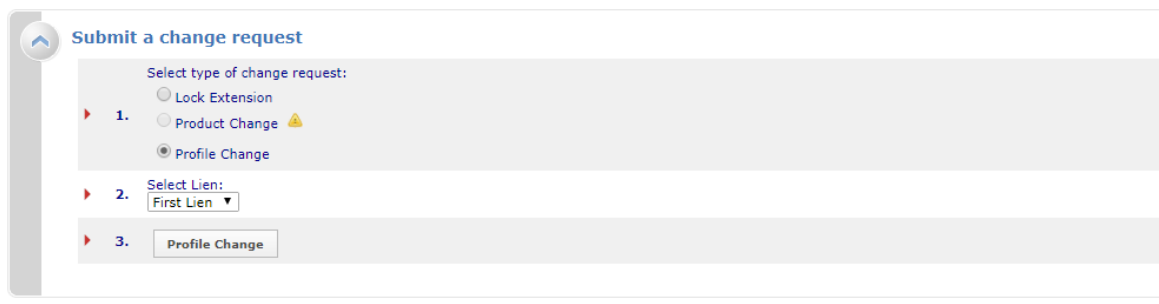 Submit a change request
Select type of change request:
Lock Extension
1. Product Change
Profile Change
2. Select Lien:
First Lien
3. Profile Change